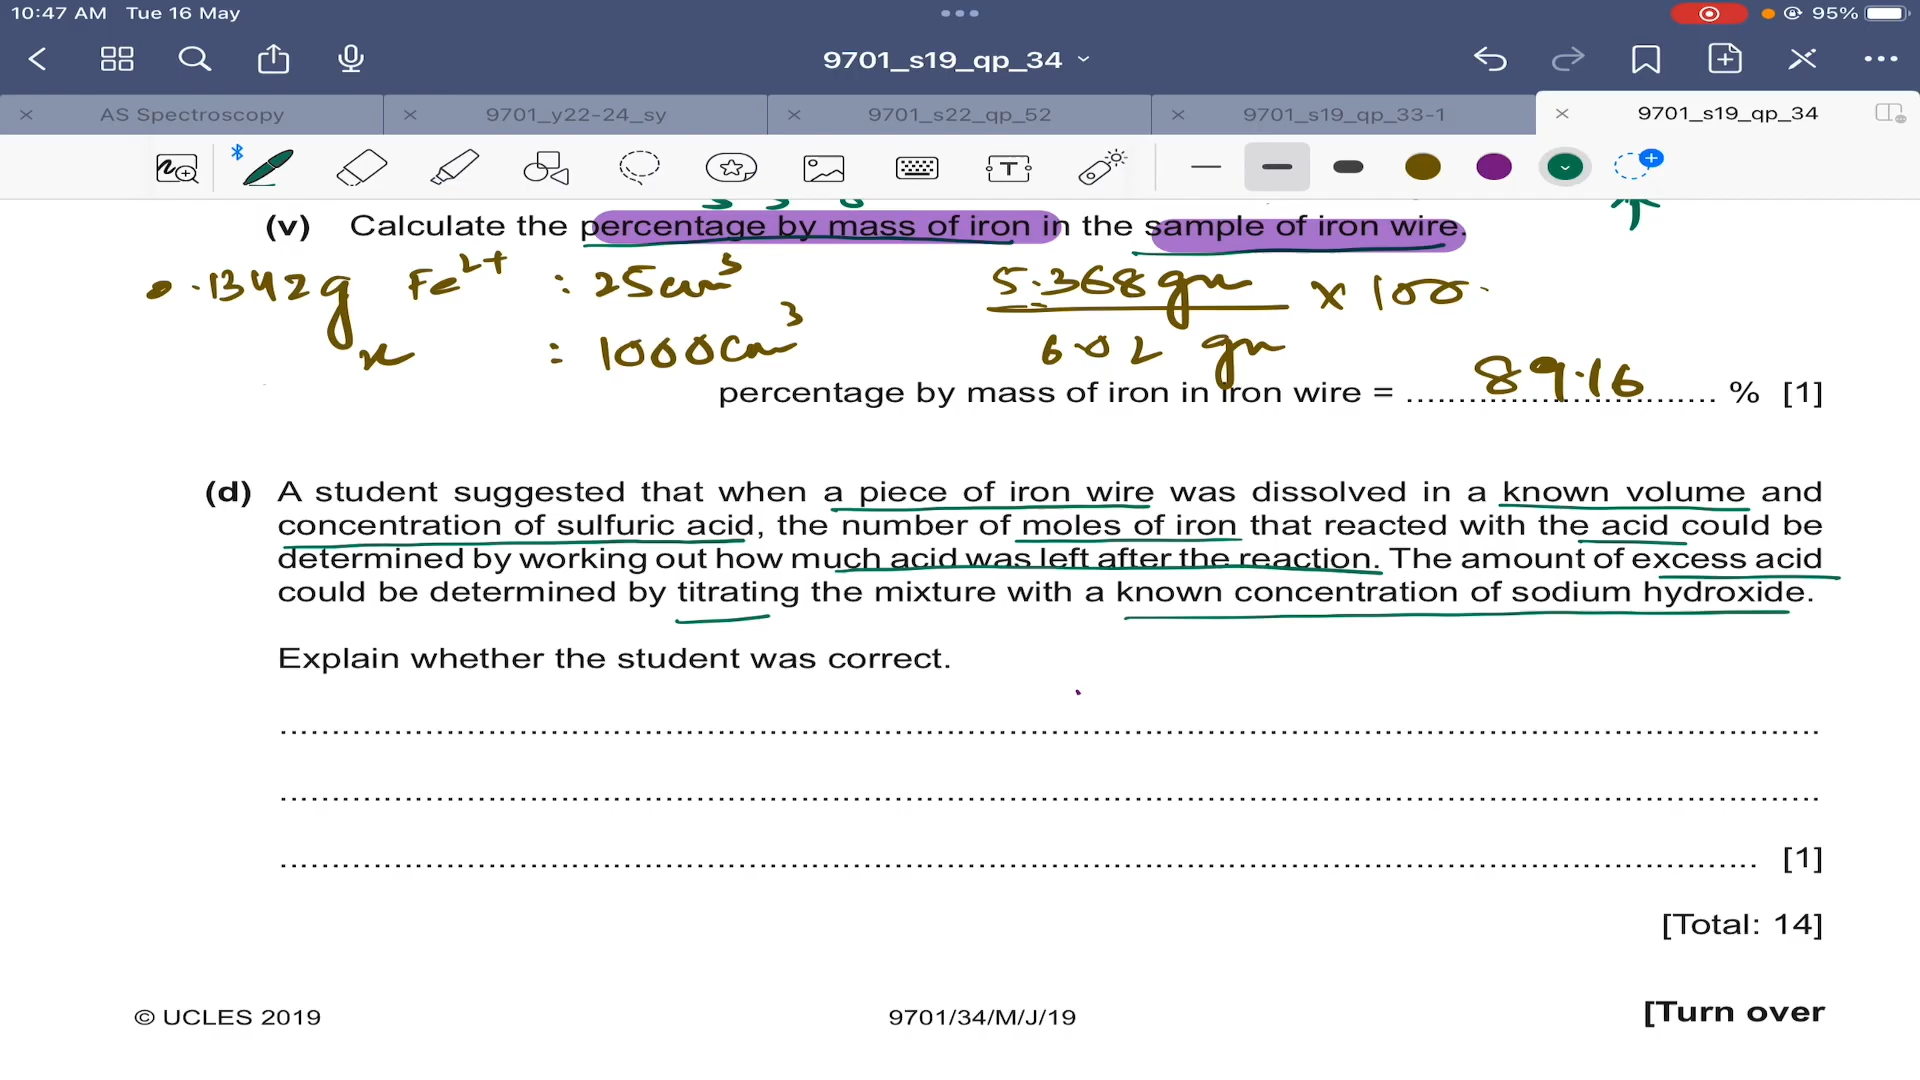 10:47 AM Tue 16 May
95%
9701_s19_qp_34
AS Spectroscopy
9701_y22-24_sy
9701_s22_qp_52
9701_s19_qp_33-1
9701_s19_qp_34
(v) Calculate the percentage by mass of iron in the sample of iron wire.
0.1342g Fe2+ : 25cm3
x : 1000cm3
5.368gm
6.02 gm
x 100
percentage by mass of iron in iron wire = .............................. % [1]
89.16
(d) A student suggested that when a piece of iron wire was dissolved in a known volume and
concentration of sulfuric acid, the number of moles of iron that reacted with the acid could be
determined by working out how much acid was left after the reaction. The amount of excess acid
could be determined by titrating the mixture with a known concentration of sodium hydroxide.
Explain whether the student was correct.
[1]
[Total: 14]
© UCLES 2019
9701/34/M/J/19
[Turn over